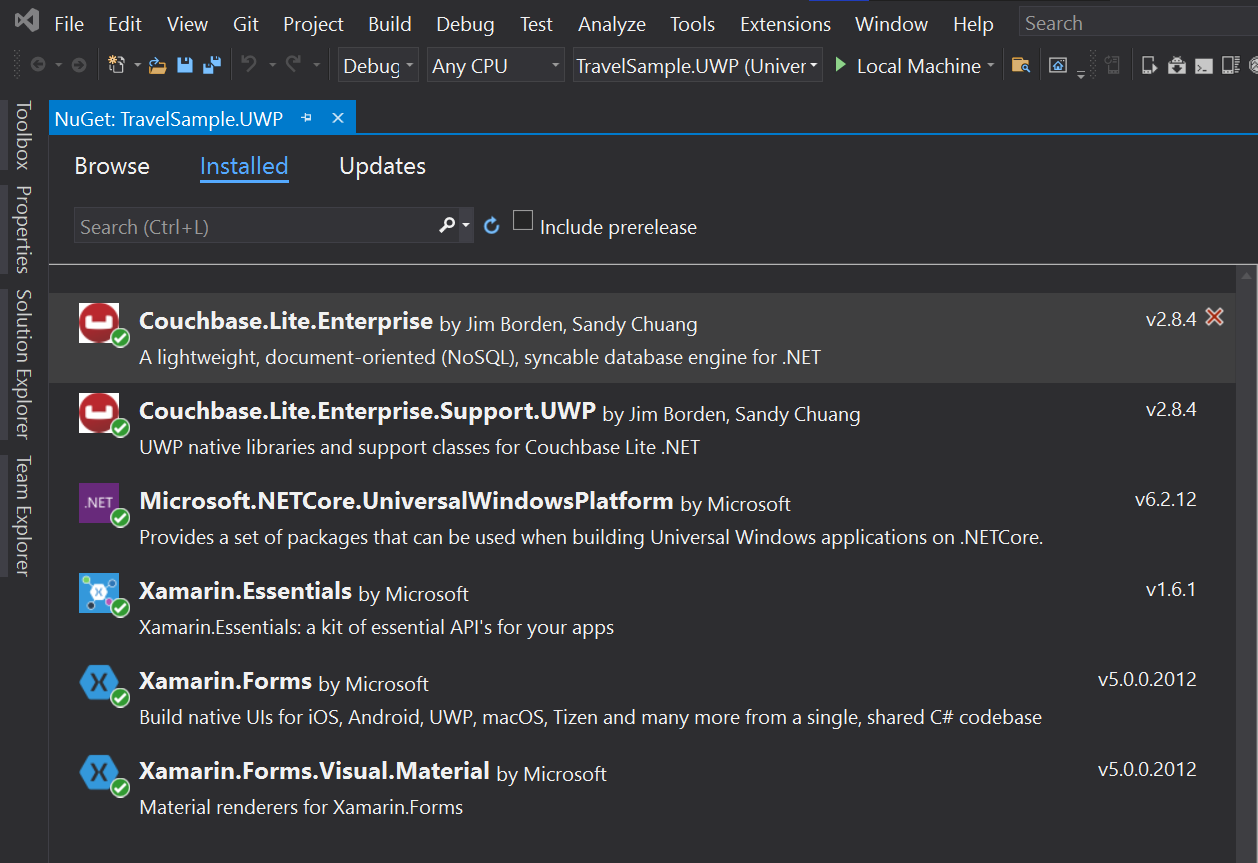 File Edit View Git Project Build Debug Test Analyze Tools Extensions Window Help Search
Debug Any CPU TravelSample.UWP (Univer Local Machine
Toolbox
Properties
Solution Explorer
Team Explorer
NuGet: TravelSample.UWP
Browse Installed Updates
Search (Ctrl+L) Include prerelease
Couchbase.Lite.Enterprise by Jim Borden, Sandy Chuang v2.8.4
A lightweight, document-oriented (NoSQL), syncable database engine for .NET
Couchbase.Lite.Enterprise.Support.UWP by Jim Borden, Sandy Chuang v2.8.4
UWP native libraries and support classes for Couchbase Lite .NET
.NET Microsoft.NETCore.UniversalWindowsPlatform by Microsoft v6.2.12
Provides a set of packages that can be used when building Universal Windows applications on .NETCore.
Xamarin.Essentials by Microsoft v1.6.1
Xamarin.Essentials: a kit of essential API's for your apps
Xamarin.Forms by Microsoft v5.0.0.2012
Build native UIs for iOS, Android, UWP, macOS, Tizen and many more from a single, shared C# codebase
Xamarin.Forms.Visual.Material by Microsoft v5.0.0.2012
Material renderers for Xamarin.Forms